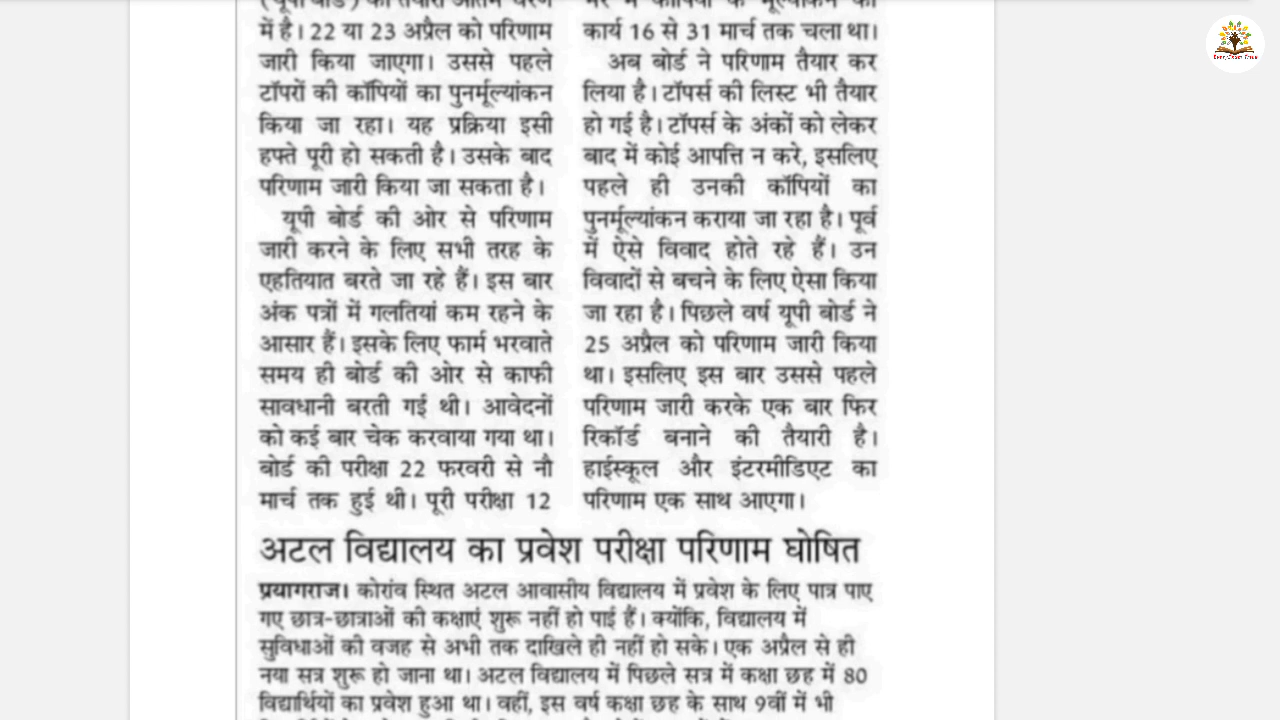 में है। 22 या 23 अप्रैल को परिणाम
जारी किया जाएगा। उससे पहले
टॉपरों की कॉपियों का पुनर्मूल्यांकन
किया जा रहा। यह प्रक्रिया इसी
हफ्ते पूरी हो सकती है। उसके बाद
परिणाम जारी किया जा सकता है।
यूपी बोर्ड की ओर से परिणाम
जारी करने के लिए सभी तरह के
एहतियात बरते जा रहे हैं। इस बार
अंक पत्रों में गलतियां कम रहने के
आसार हैं। इसके लिए फार्म भरवाते
समय ही बोर्ड की ओर से काफी
सावधानी बरती गई थी। आवेदनों
को कई बार चेक करवाया गया था।
बोर्ड की परीक्षा 22 फरवरी से नौ
मार्च तक हुई थी। पूरी परीक्षा 12
कार्य 16 से 31 मार्च तक चला था।
अब बोर्ड ने परिणाम तैयार कर
लिया है। टॉपर्स की लिस्ट भी तैयार
हो गई है। टॉपर्स के अंकों को लेकर
बाद में कोई आपत्ति न करे, इसलिए
पहले ही उनकी कॉपियों का
पुनर्मूल्यांकन कराया जा रहा है। पूर्व
में ऐसे विवाद होते रहे हैं। उन
विवादों से बचने के लिए ऐसा किया
जा रहा है। पिछले वर्ष यूपी बोर्ड ने
25 अप्रैल को परिणाम जारी किया
था। इसलिए इस बार उससे पहले
परिणाम जारी करके एक बार फिर
रिकॉर्ड बनाने की तैयारी है।
हाईस्कूल और इंटरमीडिएट का
परिणाम एक साथ आएगा।
अटल विद्यालय का प्रवेश परीक्षा परिणाम घोषित
प्रयागराज। कोरांव स्थित अटल आवासीय विद्यालय में प्रवेश के लिए पात्र पाए
गए छात्र-छात्राओं की कक्षाएं शुरू नहीं हो पाई हैं। क्योंकि, विद्यालय में
सुविधाओं की वजह से अभी तक दाखिले ही नहीं हो सके। एक अप्रैल से ही
नया सत्र शुरू हो जाना था। अटल विद्यालय में पिछले सत्र में कक्षा छह में 80
विद्यार्थियों का प्रवेश हुआ था। वहीं, इस वर्ष कक्षा छह के साथ 9वीं में भी